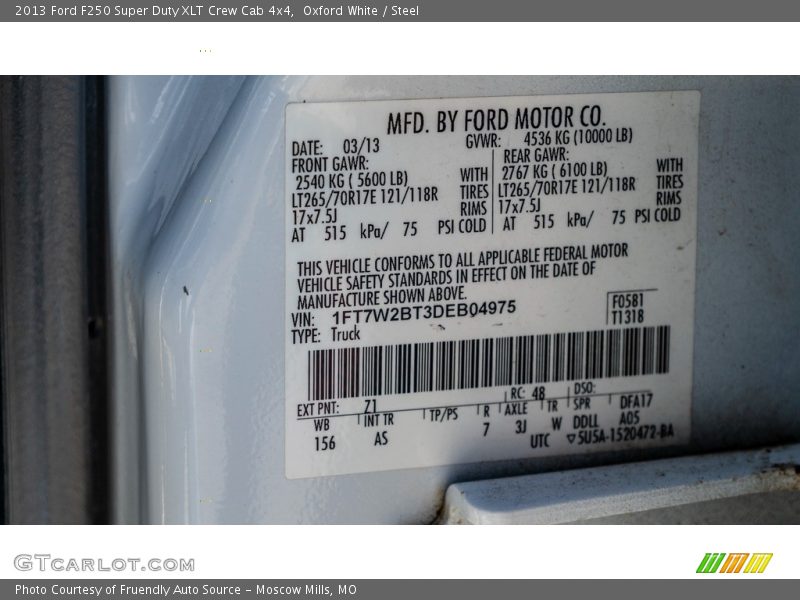 2013 Ford F250 Super Duty XLT Crew Cab 4x4,  Oxford White / Steel
MFD. BY FORD MOTOR CO.
DATE: 03/13 GVWR: 4536 KG (10000 LB)
FRONT GAWR: REAR GAWR:
2540 KG ( 5600 LB) WITH 2767 KG ( 6100 LB) WITH
LT265/70R17E 121/118R TIRES LT265/70R17E 121/118R TIRES
17x7.5J RIMS 17x7.5J RIMS
AT 515 kPa/ 75 PSI COLD AT 515 kPa/ 75 PSI COLD
THIS VEHICLE CONFORMS TO ALL APPLICABLE FEDERAL MOTOR
VEHICLE SAFETY STANDARDS IN EFFECT ON THE DATE OF
MANUFACTURE SHOWN ABOVE.
VIN: 1FT7W2BT3DEB04975 F0581
TYPE: Truck T1318
EXT PNT: Z1 RC: 48 DSO:
WB INT TR TP/PS R AXLE TR SPR DFA17
156 AS 7 3J W DDLL A05
UTC ▽5U5A-1520472-BA
GTcarlot.com
Photo Courtesy of Fruendly Auto Source – Moscow Mills, MO